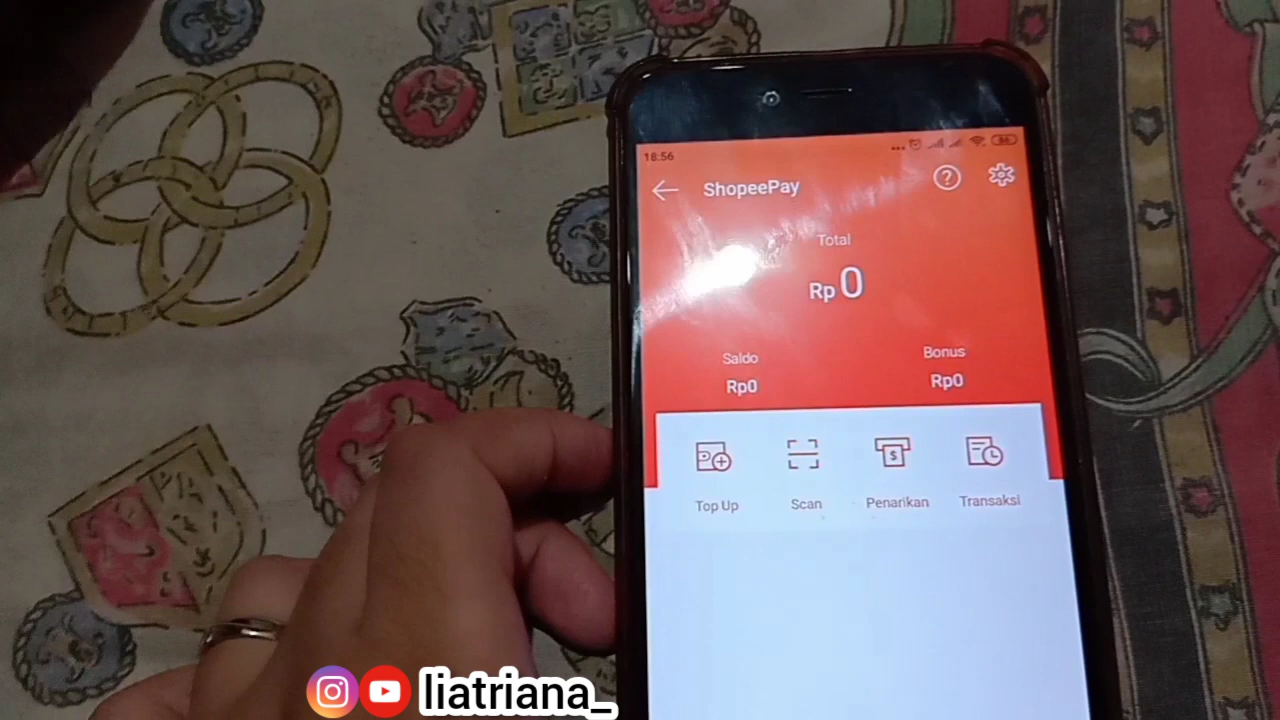 18:56
ShopeePay
Total
Rp 0
Saldo
Bonus
Rp0
Rp0
Top Up
Scan
Penarikan
Transaksi
liatriana_